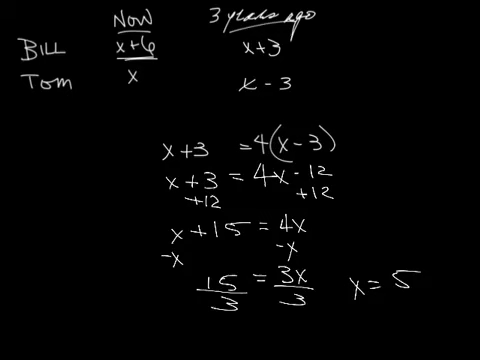 Now 3 years ago
BILL x+6 x+3
Tom x x-3
x+3 =4(x-3)
x+3 = 4x-12
+12 +12
x+15=4x
-x -x
15/3 = 3x/3 x=5